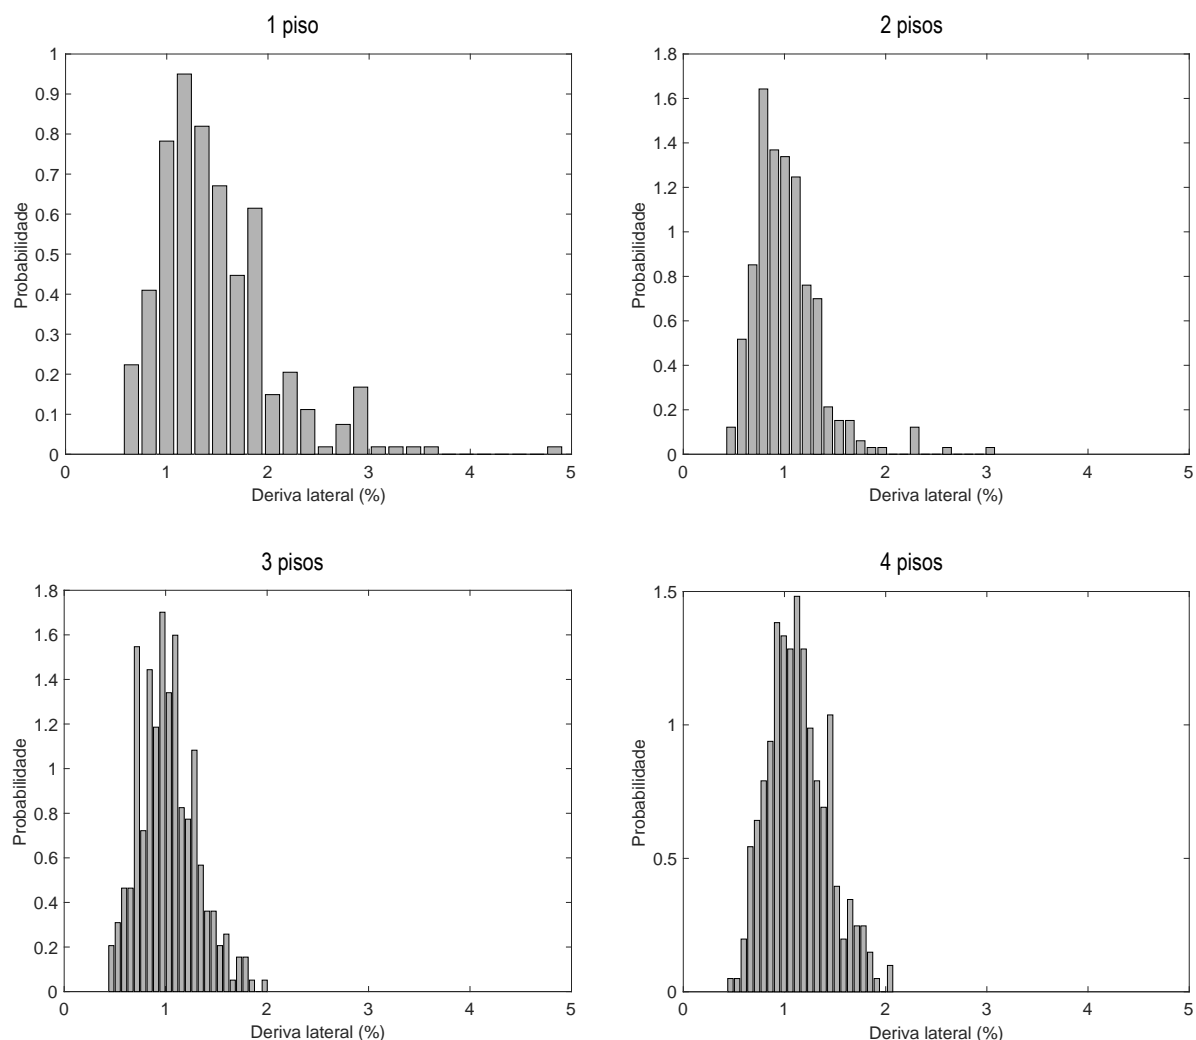 1 piso
1
0.9
0.8
0.7
0.6
0.5
0.4
0.3
0.2
0.1
0
Probabilidade
0 1 2 3 4 5
Deriva lateral (%)
2 pisos
1.8
1.6
1.4
1.2
1
0.8
0.6
0.4
0.2
0
Probabilidade
0 1 2 3 4 5
Deriva lateral (%)
3 pisos
1.8
1.6
1.4
1.2
1
0.8
0.6
0.4
0.2
0
Probabilidade
0 1 2 3 4 5
Deriva lateral (%)
4 pisos
1.5
1
0.5
0
Probabilidade
0 1 2 3 4 5
Deriva lateral (%)